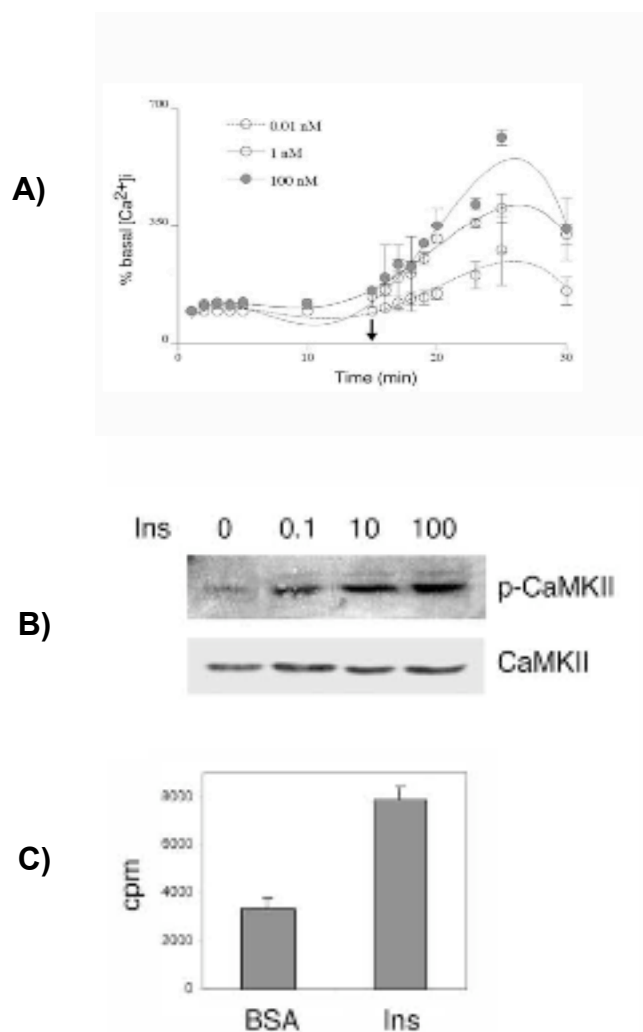 A)
700
350
0
% basal [Ca2+]i
0.01 nM
1 nM
100 nM
0 10 20 30
Time (min)
B)
Ins 0 0.1 10 100
p-CaMKII
CaMKII
C)
8000
6000
4000
2000
0
cpm
BSA Ins